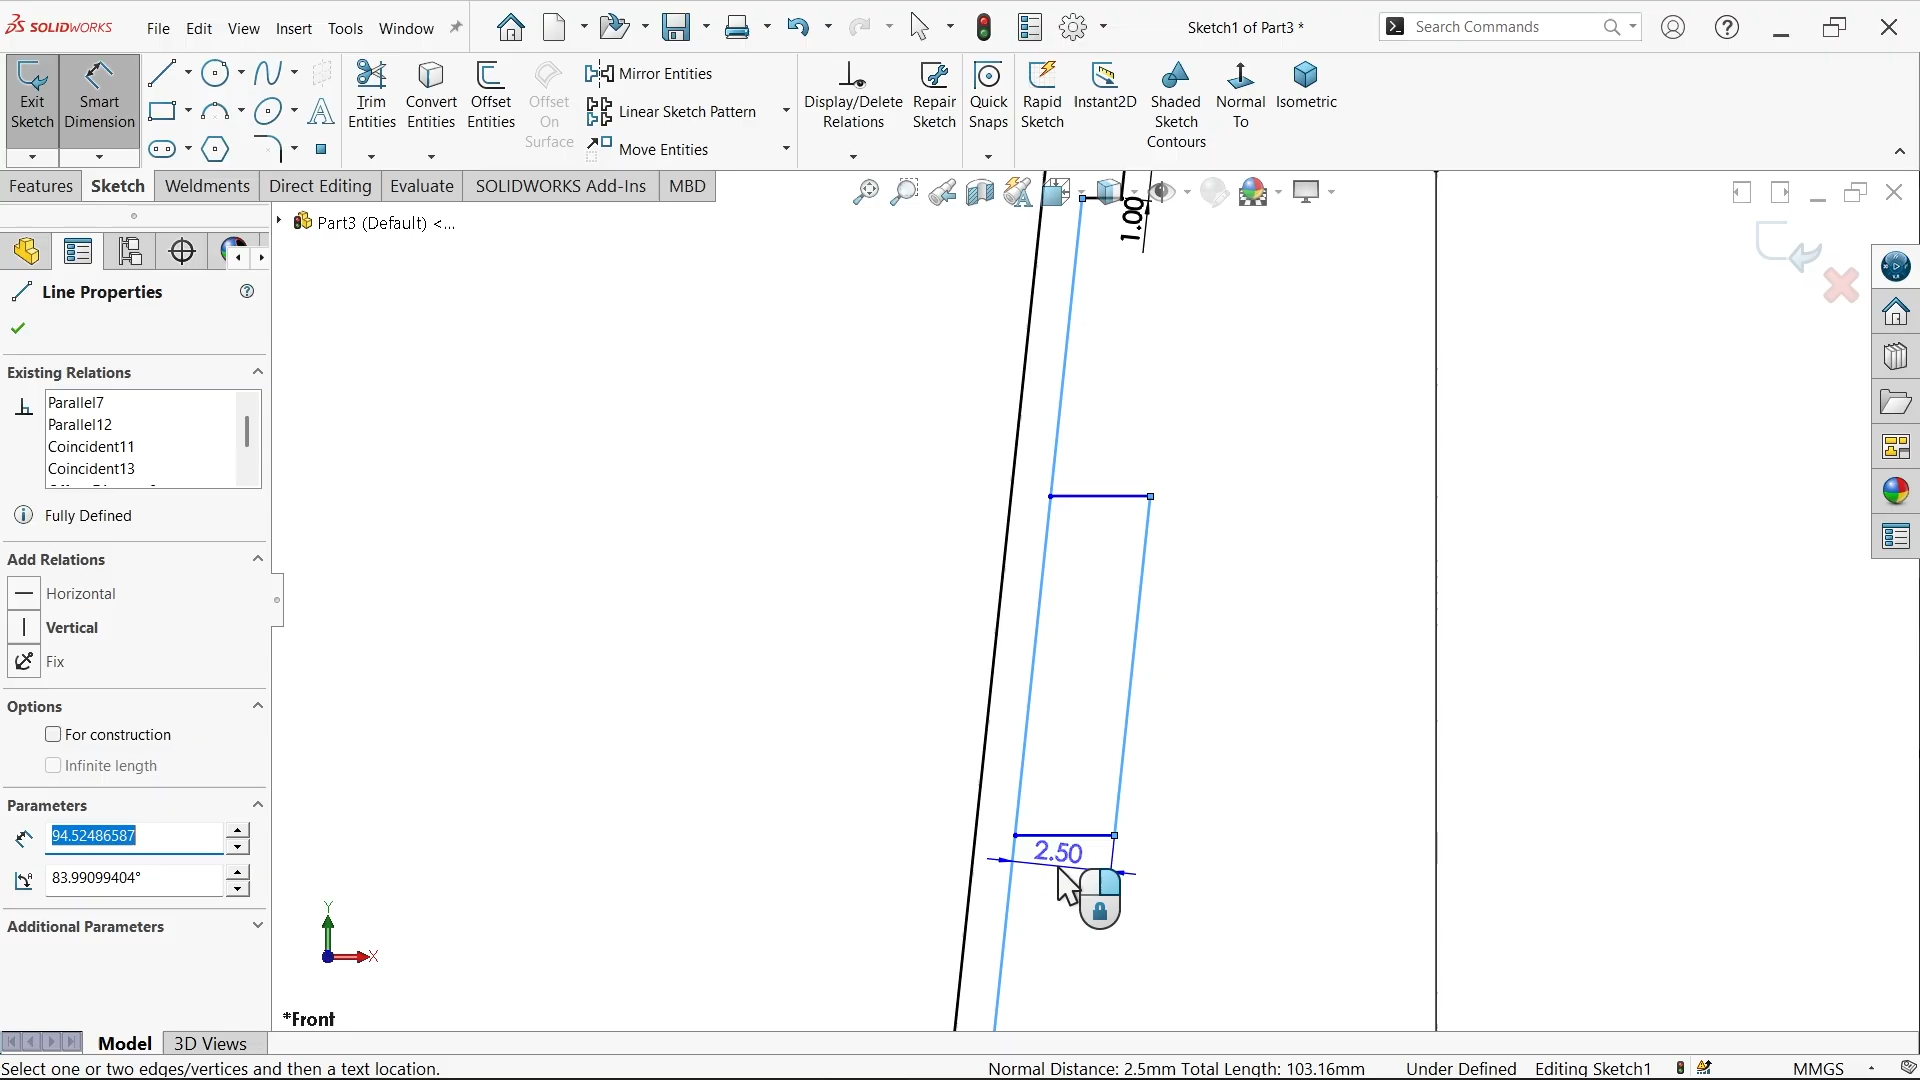 SOLIDWORKS
File Edit View Insert Tools Window
Sketch1 of Part3 *
Search Commands
Exit Sketch
Smart Dimension
Trim Entities
Convert Entities
Offset Entities
Offset On Surface
Mirror Entities
Linear Sketch Pattern
Move Entities
Display/Delete Relations
Repair Sketch
Quick Snaps
Rapid Sketch
Instant2D
Shaded Sketch Contours
Normal To
Isometric
Features Sketch Weldments Direct Editing Evaluate SOLIDWORKS Add-Ins MBD
Part3 (Default) <...
1.00
Line Properties
Existing Relations
Parallel7
Parallel12
Coincident11
Coincident13
Fully Defined
Add Relations
Horizontal
Vertical
Fix
Options
For construction
Infinite length
Parameters
94.52486587
83.99099404°
Additional Parameters
2.50
Y
X
*Front
Model 3D Views
Select one or two edges/vertices and then a text location.
Normal Distance: 2.5mm Total Length: 103.16mm Under Defined Editing Sketch1 MMGS